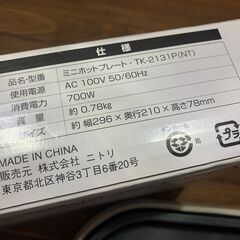 仕様
品名・型番 ミニホットプレート・TK-2131P(NT)
使用電源 AC 100V 50/60Hz
消費電力 700W
質量 約0.78kg
サイズ 約 幅296×奥行210×高さ78mm
MADE IN CHINA
販売元 株式会社 ニトリ
東京都北区神谷3丁目6番20号
ダンボール
箱